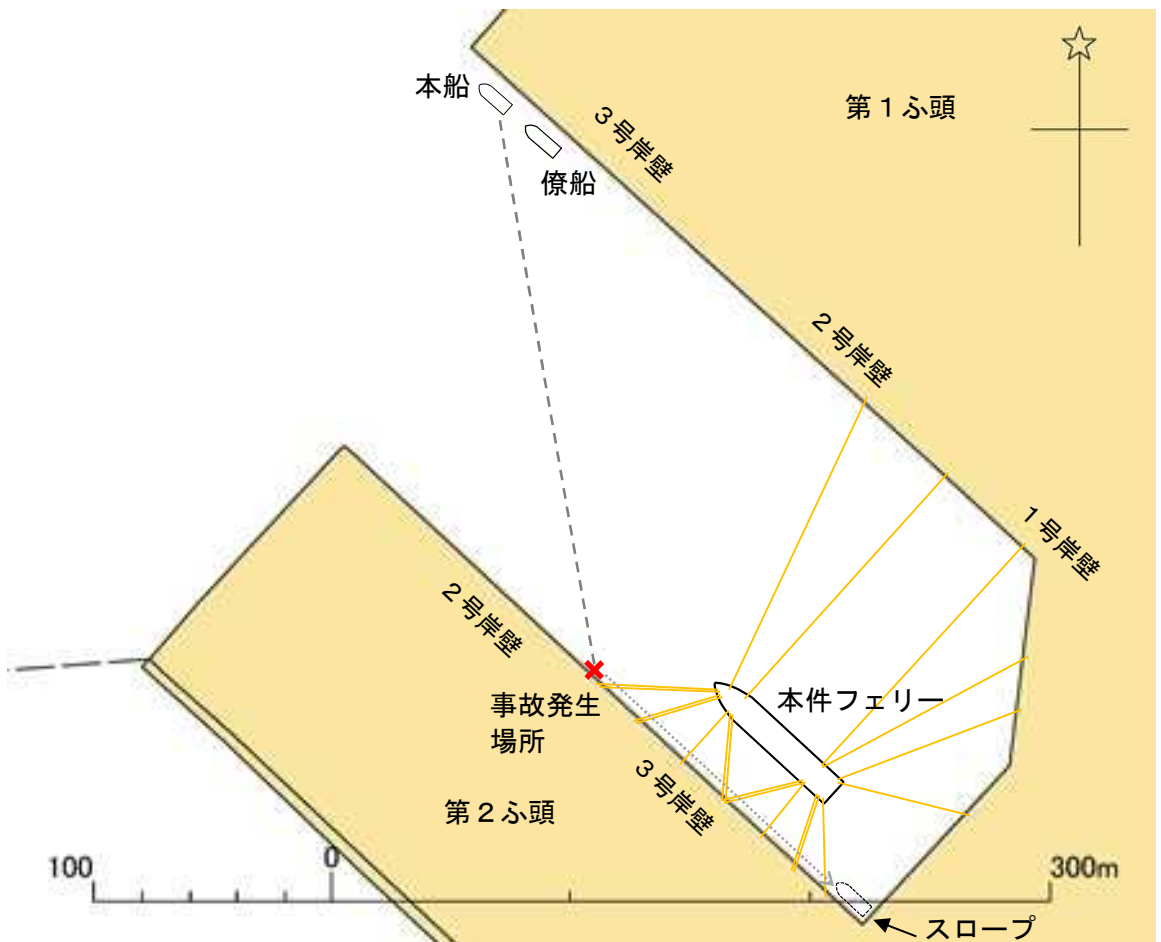 本船
僚船
3号岸壁
第1ふ頭
2号岸壁
1号岸壁
2号岸壁
事故発生
場所
本件フェリー
3号岸壁
第2ふ頭
100
0
300m
スロープ